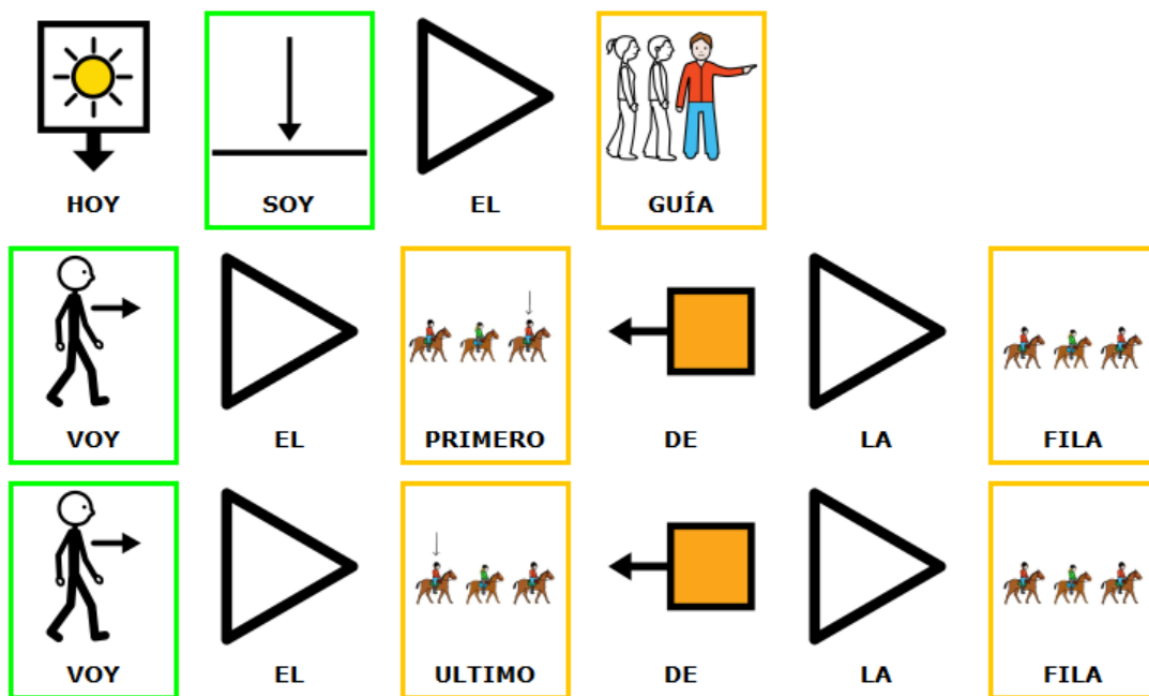 HOY SOY EL GUÍA
VOY EL PRIMERO DE LA FILA
VOY EL ULTIMO DE LA FILA